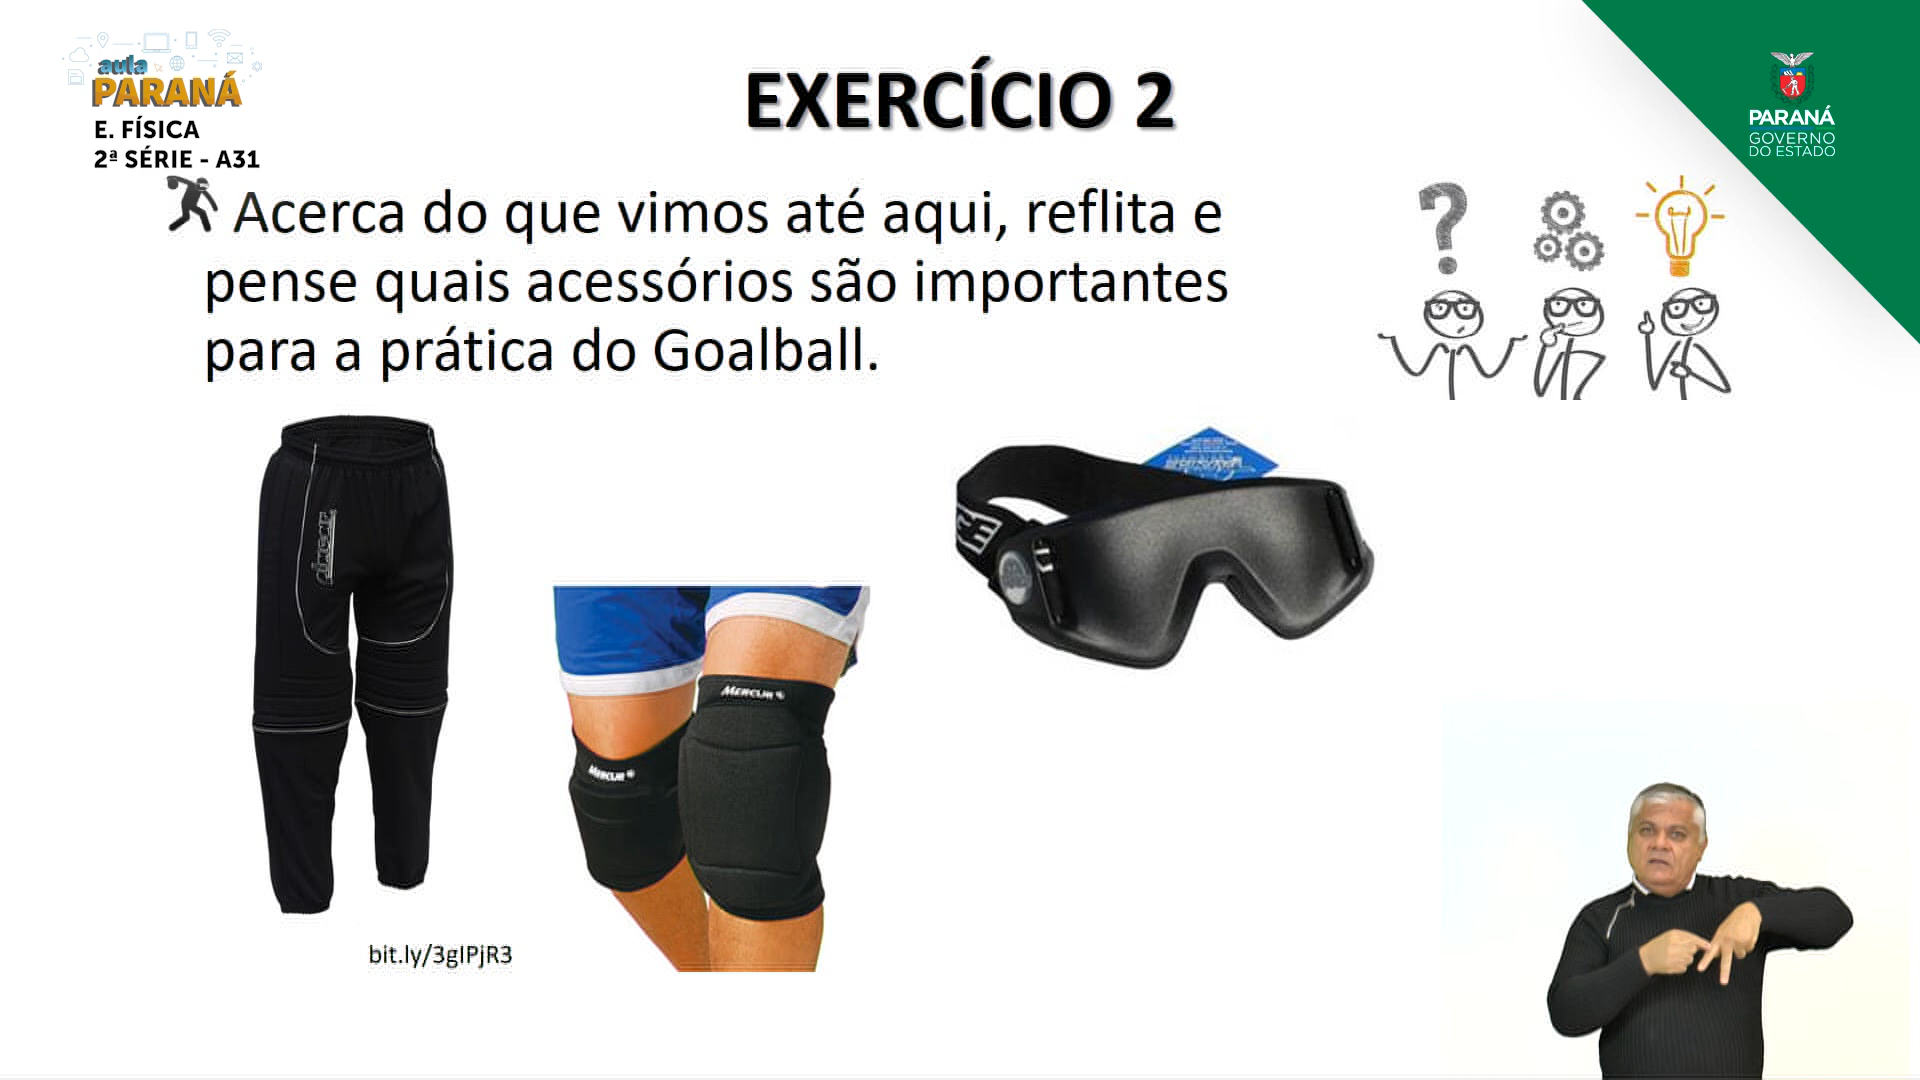 aula
PARANÁ
E. FÍSICA
2ª SÉRIE - A31
EXERCÍCIO 2
PARANÁ
GOVERNO
DO ESTADO
Acerca do que vimos até aqui, reflita e
pense quais acessórios são importantes
para a prática do Goalball.
MERCUR
MERCUR
bit.ly/3gIPjR3